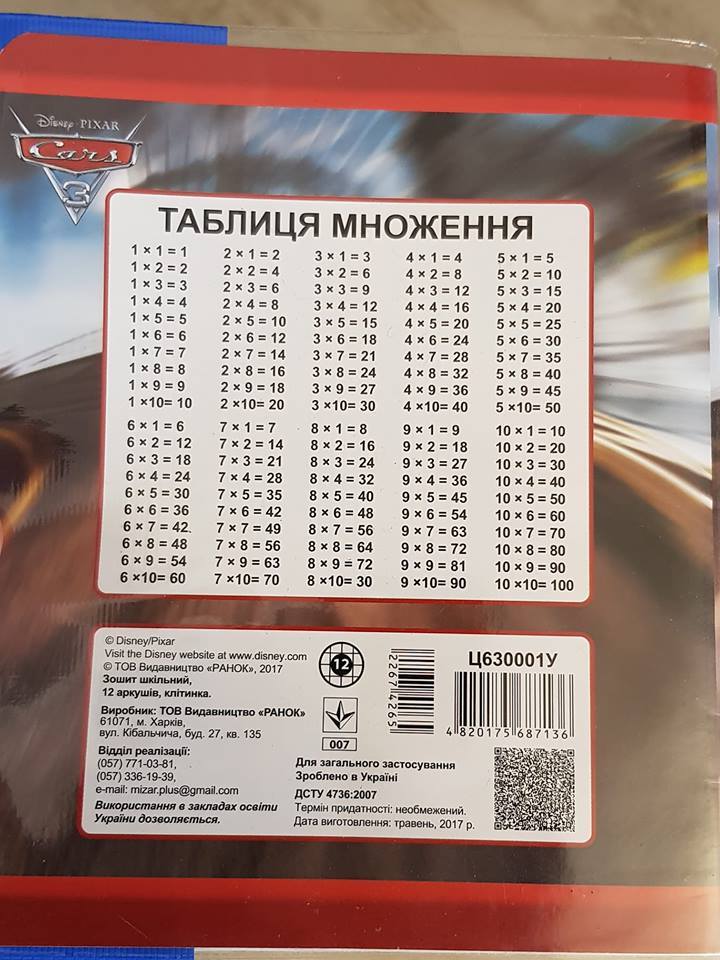 Disney · PIXAR
Cars
3
ТАБЛИЦЯ МНОЖЕННЯ
1 × 1 = 1
1 × 2 = 2
1 × 3 = 3
1 × 4 = 4
1 × 5 = 5
1 × 6 = 6
1 × 7 = 7
1 × 8 = 8
1 × 9 = 9
1 ×10= 10
2 × 1 = 2
2 × 2 = 4
2 × 3 = 6
2 × 4 = 8
2 × 5 = 10
2 × 6 = 12
2 × 7 = 14
2 × 8 = 16
2 × 9 = 18
2 ×10= 20
3 × 1 = 3
3 × 2 = 6
3 × 3 = 9
3 × 4 = 12
3 × 5 = 15
3 × 6 = 18
3 × 7 = 21
3 × 8 = 24
3 × 9 = 27
3 ×10= 30
4 × 1 = 4
4 × 2 = 8
4 × 3 = 12
4 × 4 = 16
4 × 5 = 20
4 × 6 = 24
4 × 7 = 28
4 × 8 = 32
4 × 9 = 36
4 ×10= 40
5 × 1 = 5
5 × 2 = 10
5 × 3 = 15
5 × 4 = 20
5 × 5 = 25
5 × 6 = 30
5 × 7 = 35
5 × 8 = 40
5 × 9 = 45
5 ×10= 50
6 × 1 = 6
6 × 2 = 12
6 × 3 = 18
6 × 4 = 24
6 × 5 = 30
6 × 6 = 36
6 × 7 = 42
6 × 8 = 48
6 × 9 = 54
6 ×10= 60
7 × 1 = 7
7 × 2 = 14
7 × 3 = 21
7 × 4 = 28
7 × 5 = 35
7 × 6 = 42
7 × 7 = 49
7 × 8 = 56
7 × 9 = 63
7 ×10= 70
8 × 1 = 8
8 × 2 = 16
8 × 3 = 24
8 × 4 = 32
8 × 5 = 40
8 × 6 = 48
8 × 7 = 56
8 × 8 = 64
8 × 9 = 72
8 ×10= 30
9 × 1 = 9
9 × 2 = 18
9 × 3 = 27
9 × 4 = 36
9 × 5 = 45
9 × 6 = 54
9 × 7 = 63
9 × 8 = 72
9 × 9 = 81
9 ×10= 90
10 × 1 = 10
10 × 2 = 20
10 × 3 = 30
10 × 4 = 40
10 × 5 = 50
10 × 6 = 60
10 × 7 = 70
10 × 8 = 80
10 × 9 = 90
10 ×10= 100
© Disney/Pixar
Visit the Disney website at www.disney.com
© ТОВ Видавництво «РАНОК», 2017
Зошит шкільний,
12 аркушів, клітинка.
Виробник: ТОВ Видавництво «РАНОК»
61071, м. Харків,
вул. Кібальчича, буд. 27, кв. 135
Відділ реалізації:
(057) 771-03-81,
(057) 336-19-39,
e-mail: mizar.plus@gmail.com
Використання в закладах освіти
України дозволяється.
12
007
22674265
Ц630001У
4 820175 687136
Для загального застосування
Зроблено в Україні
ДСТУ 4736:2007
Термін придатності: необмежений.
Дата виготовлення: травень, 2017 р.